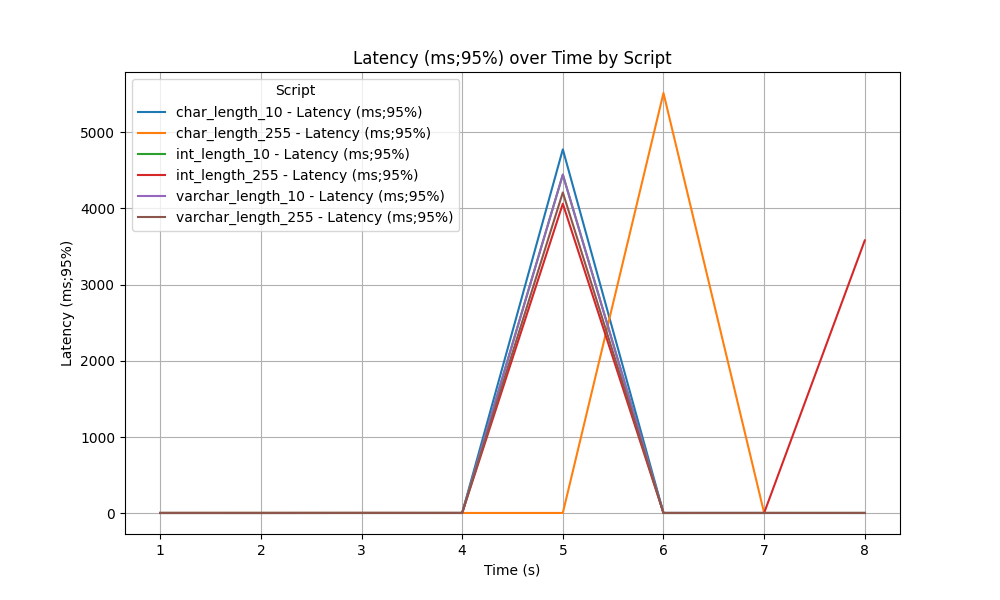 Latency (ms;95%) over Time by Script
Script
char_length_10 - Latency (ms;95%)
char_length_255 - Latency (ms;95%)
int_length_10 - Latency (ms;95%)
int_length_255 - Latency (ms;95%)
varchar_length_10 - Latency (ms;95%)
varchar_length_255 - Latency (ms;95%)
Latency (ms;95%)
5000
4000
3000
2000
1000
0
1 2 3 4 5 6 7 8
Time (s)